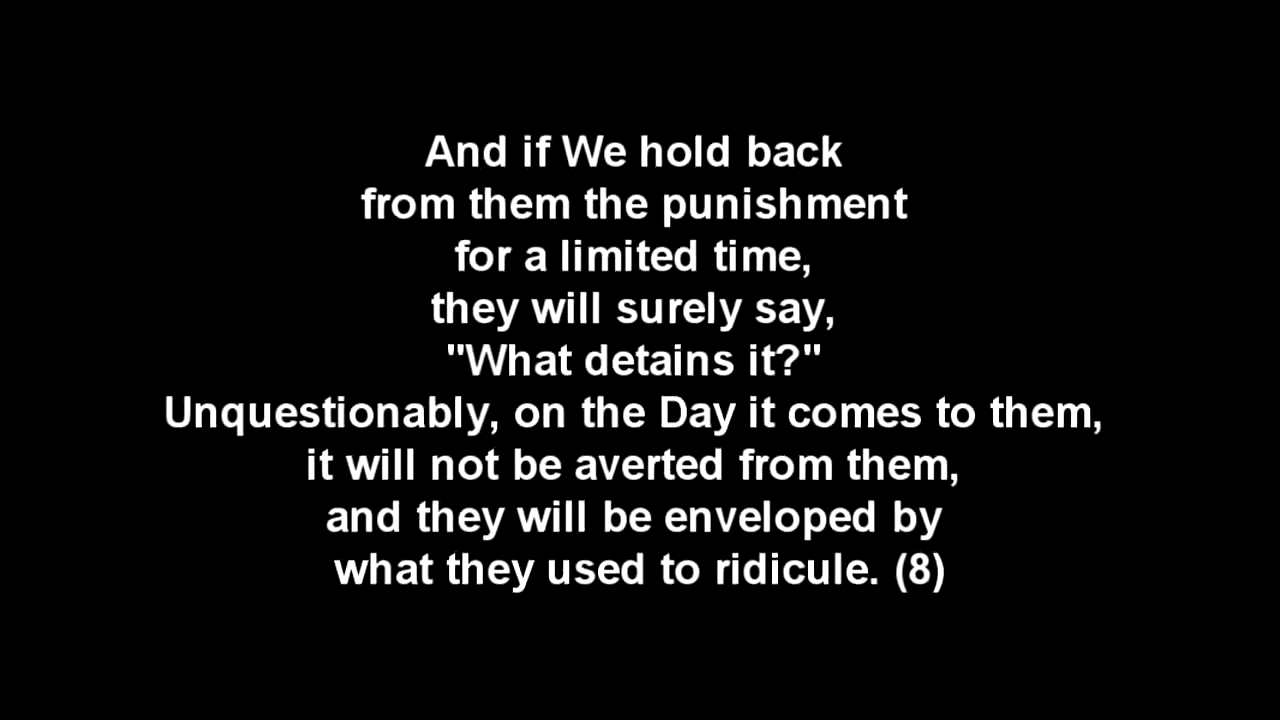 And if We hold back
from them the punishment
for a limited time,
they will surely say,
"What detains it?"
Unquestionably, on the Day it comes to them,
it will not be averted from them,
and they will be enveloped by
what they used to ridicule. (8)